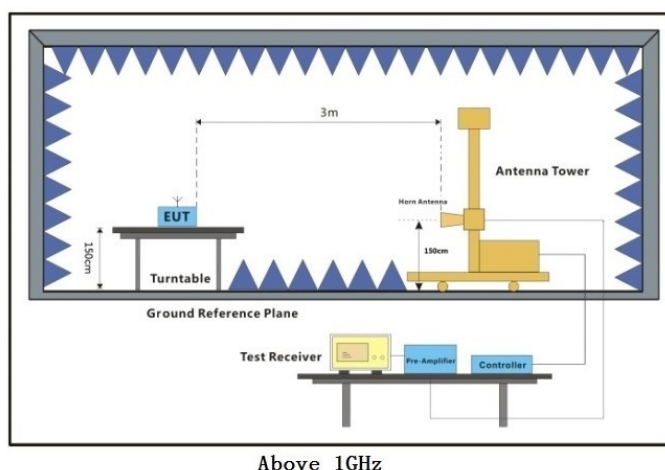 3m
Antenna Tower
Horn Antenna
EUT
150cm
150cm
Turntable
Ground Reference Plane
Test Receiver
Pre-Amplifier
Controller
Above 1GHz